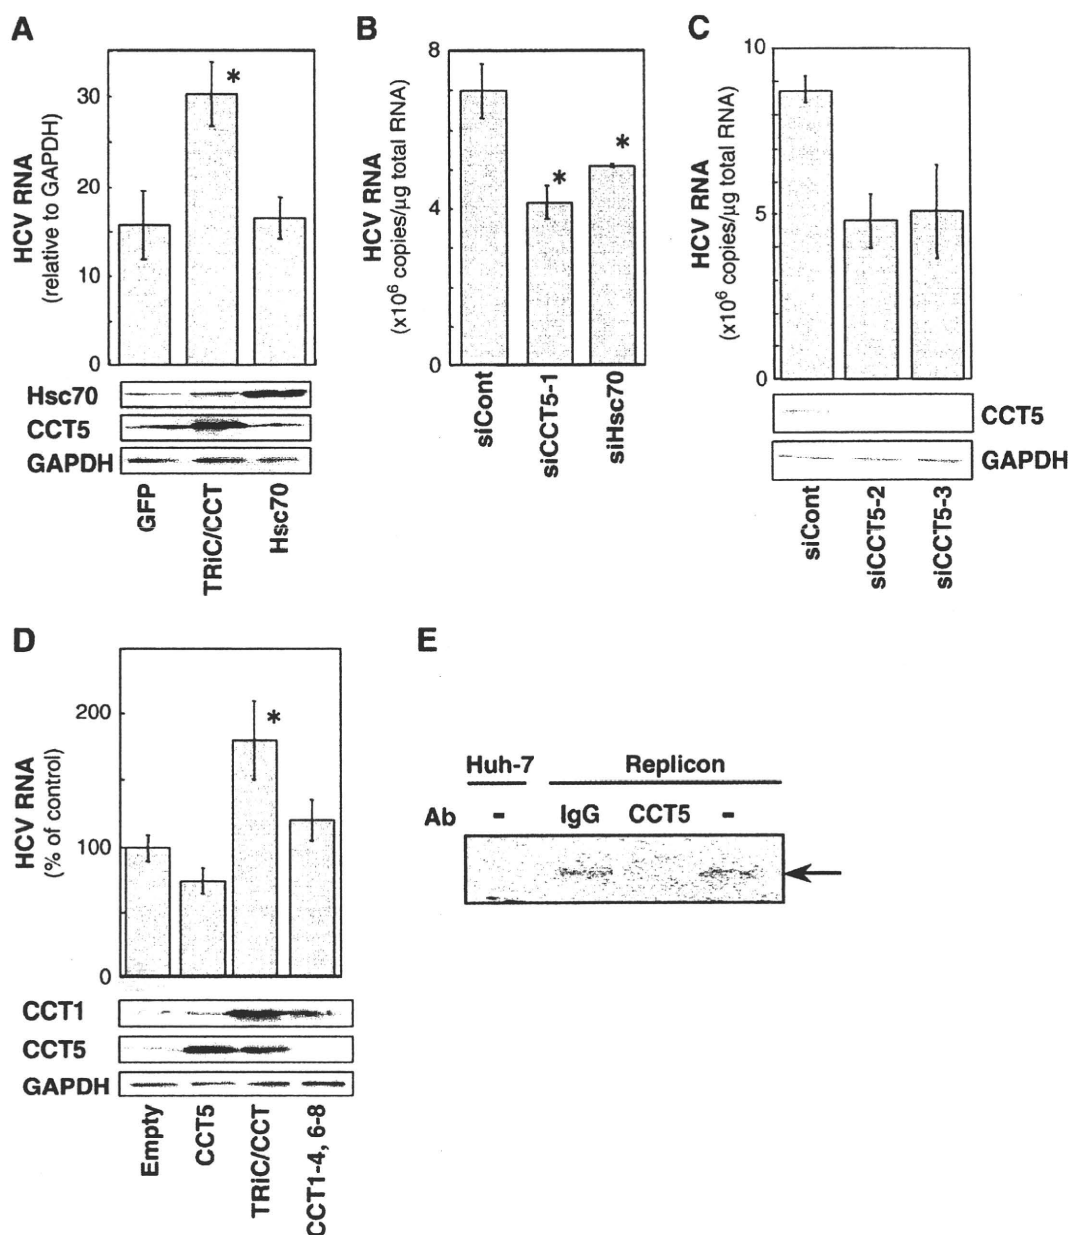 A
HCV RNA
(relative to GAPDH)
30
20
10
0
*
Hsc70
CCT5
GAPDH
GFP
TRiC/CCT
Hsc70
B
HCV RNA
(x10⁶ copies/μg total RNA)
8
4
0
*
*
siCont
siCCT5-1
siHsc70
C
HCV RNA
(x10⁶ copies/μg total RNA)
10
5
0
CCT5
GAPDH
siCont
siCCT5-2
siCCT5-3
D
HCV RNA
(% of control)
200
100
0
*
CCT1
CCT5
GAPDH
Empty
CCT5
TRiC/CCT
CCT1-4, 6-8
E
Huh-7 Replicon
Ab - IgG CCT5 -